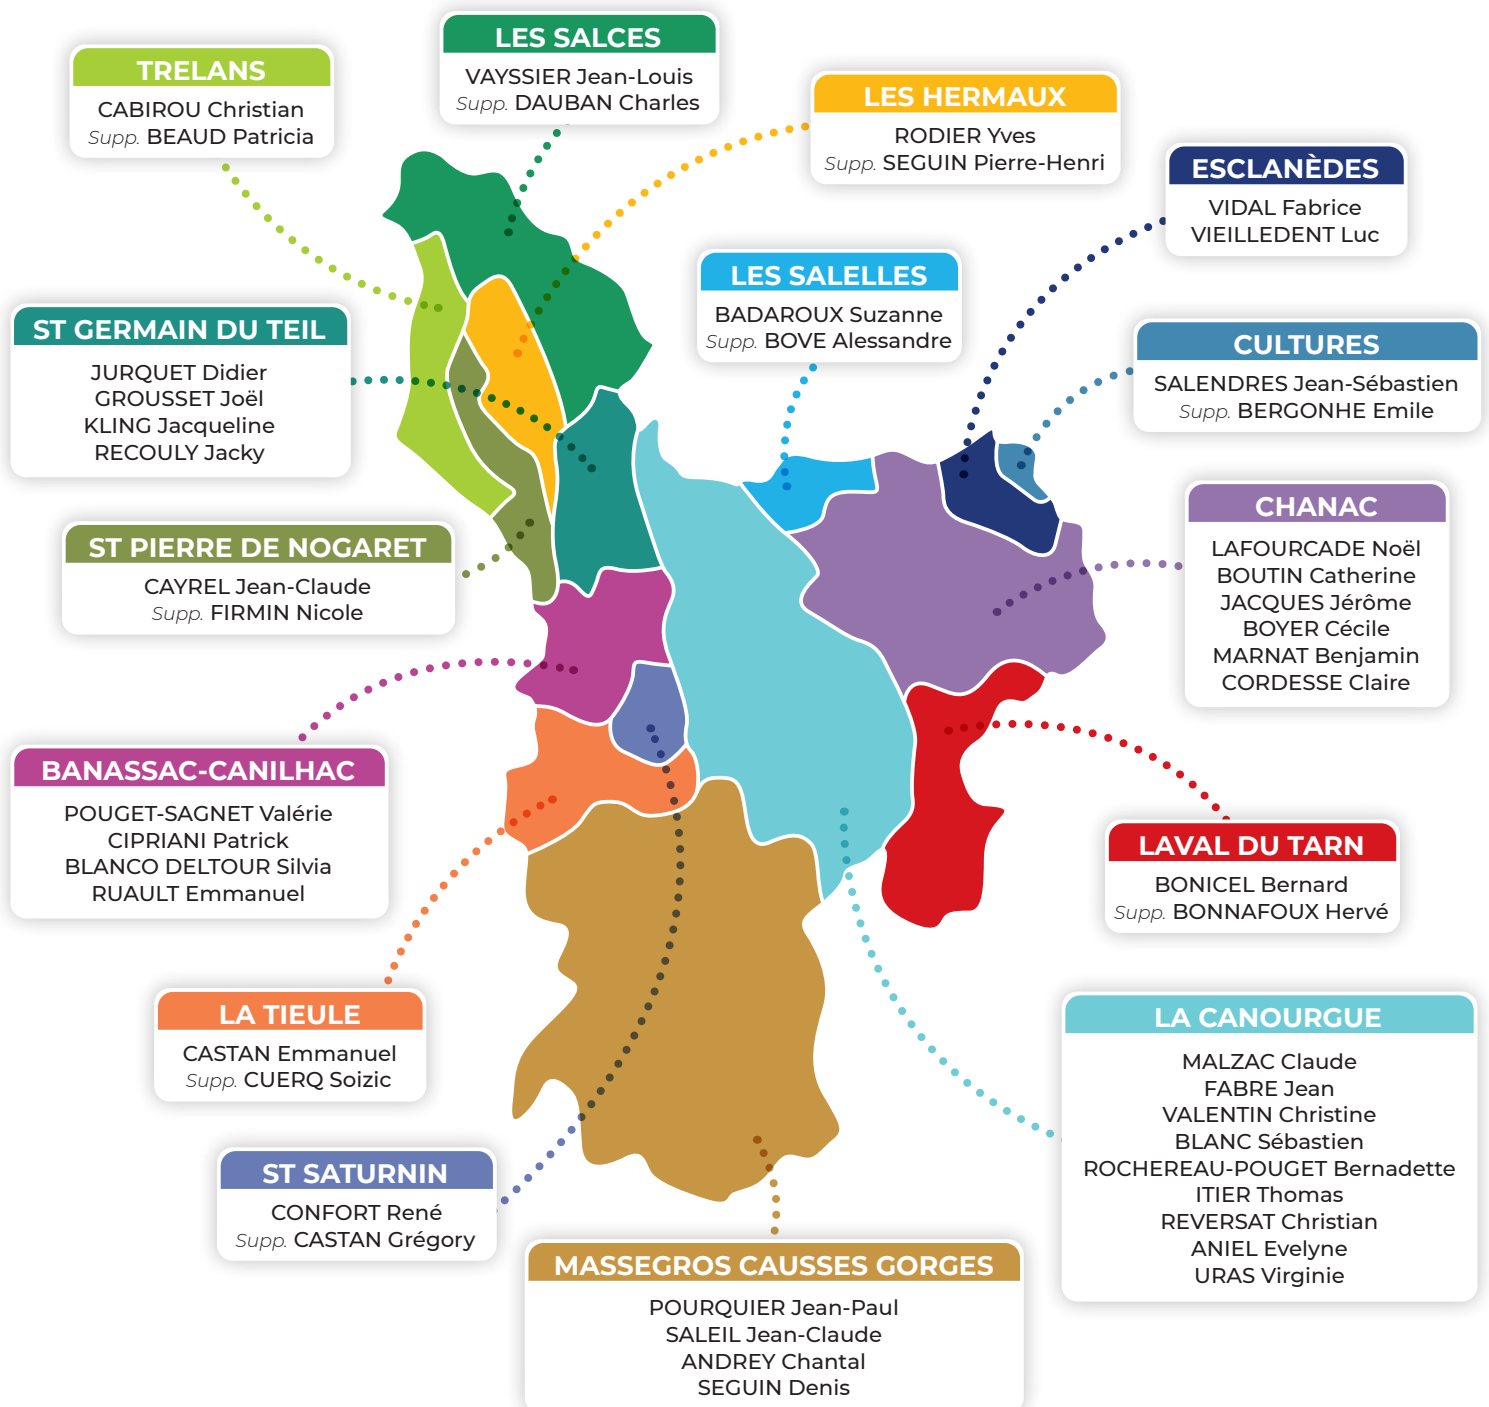 LES SALCES
VAYSSIER Jean-Louis
Supp. DAUBAN Charles
TRELANS
CABIROU Christian
Supp. BEAUD Patricia
LES HERMAUX
RODIER Yves
Supp. SEGUIN Pierre-Henri
ESCLANÈDES
VIDAL Fabrice
VIEILLEDENT Luc
LES SALELLES
BADAROUX Suzanne
Supp. BOVE Alessandre
ST GERMAIN DU TEIL
JURQUET Didier
GROUSSET Joël
KLING Jacqueline
RECOULY Jacky
CULTURES
SALENDRES Jean-Sébastien
Supp. BERGONHE Emile
CHANAC
LAFOURCADE Noël
BOUTIN Catherine
JACQUES Jérôme
BOYER Cécile
MARNAT Benjamin
CORDESSE Claire
ST PIERRE DE NOGARET
CAYREL Jean-Claude
Supp. FIRMIN Nicole
BANASSAC-CANILHAC
POUGET-SAGNET Valérie
CIPRIANI Patrick
BLANCO DELTOUR Silvia
RUAULT Emmanuel
LAVAL DU TARN
BONICEL Bernard
Supp. BONNAFOUX Hervé
LA TIEULE
CASTAN Emmanuel
Supp. CUERQ Soizic
LA CANOURGUE
MALZAC Claude
FABRE Jean
VALENTIN Christine
BLANC Sébastien
ROCHEREAU-POUGET Bernadette
ITIER Thomas
REVERSAT Christian
ANIEL Evelyne
URAS Virginie
ST SATURNIN
CONFORT René
Supp. CASTAN Grégory
MASSEGROS CAUSSES GORGES
POURQUIER Jean-Paul
SALEIL Jean-Claude
ANDREY Chantal
SEGUIN Denis